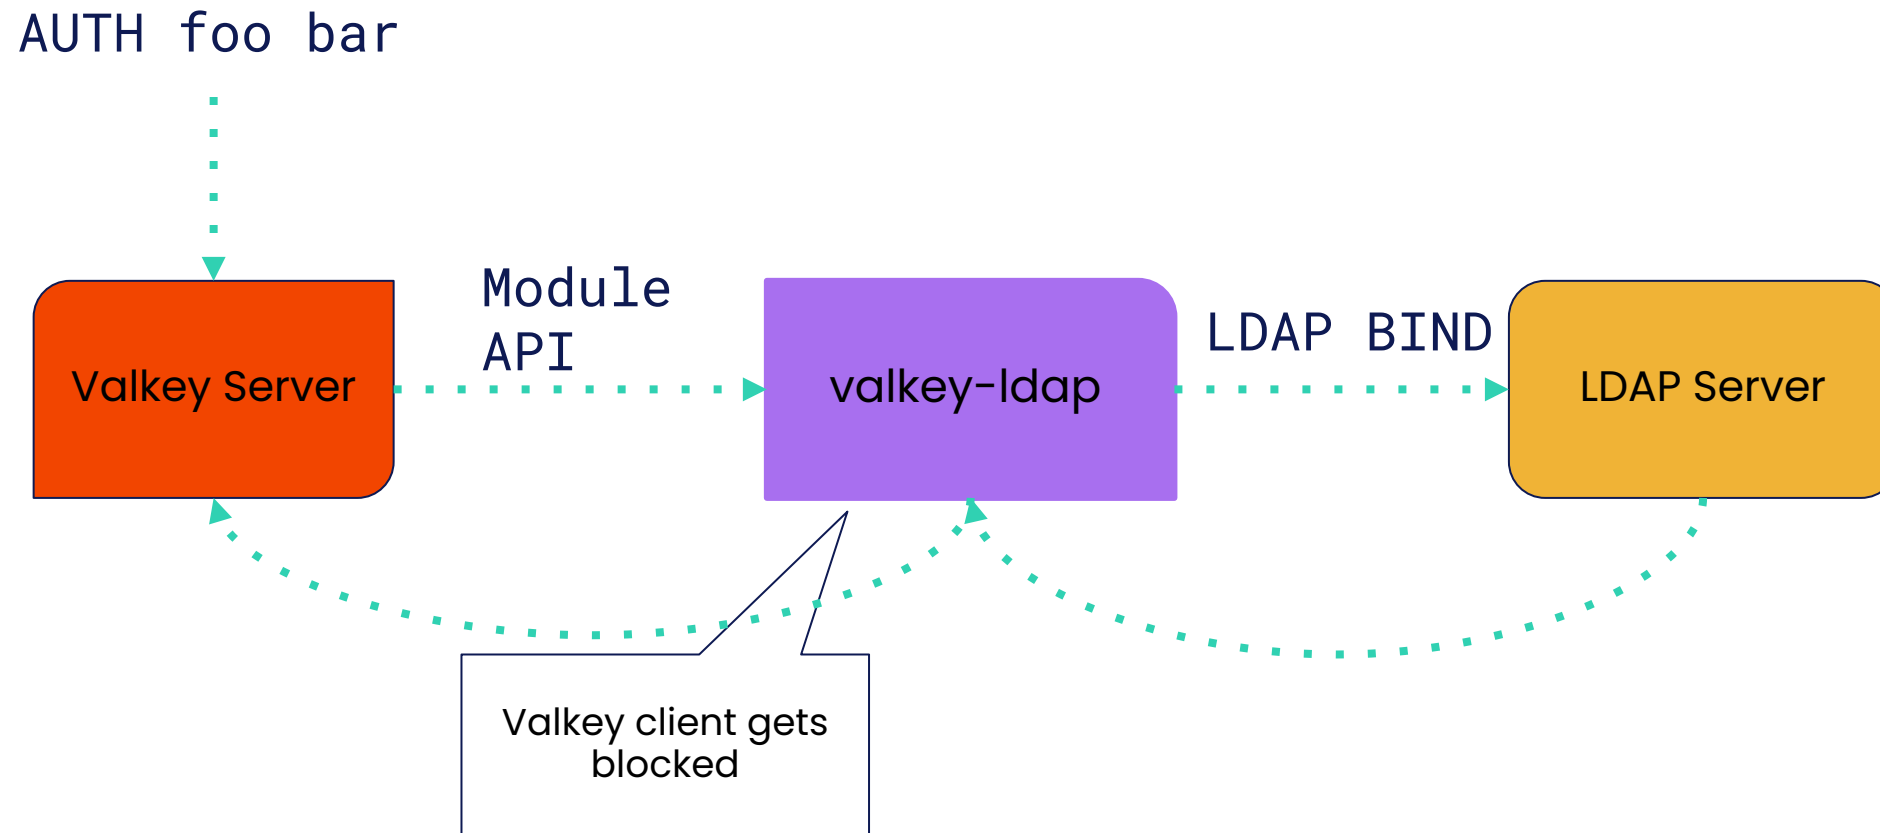 AUTH foo bar
Module
API
LDAP BIND
Valkey Server
valkey-ldap
LDAP Server
Valkey client gets
blocked